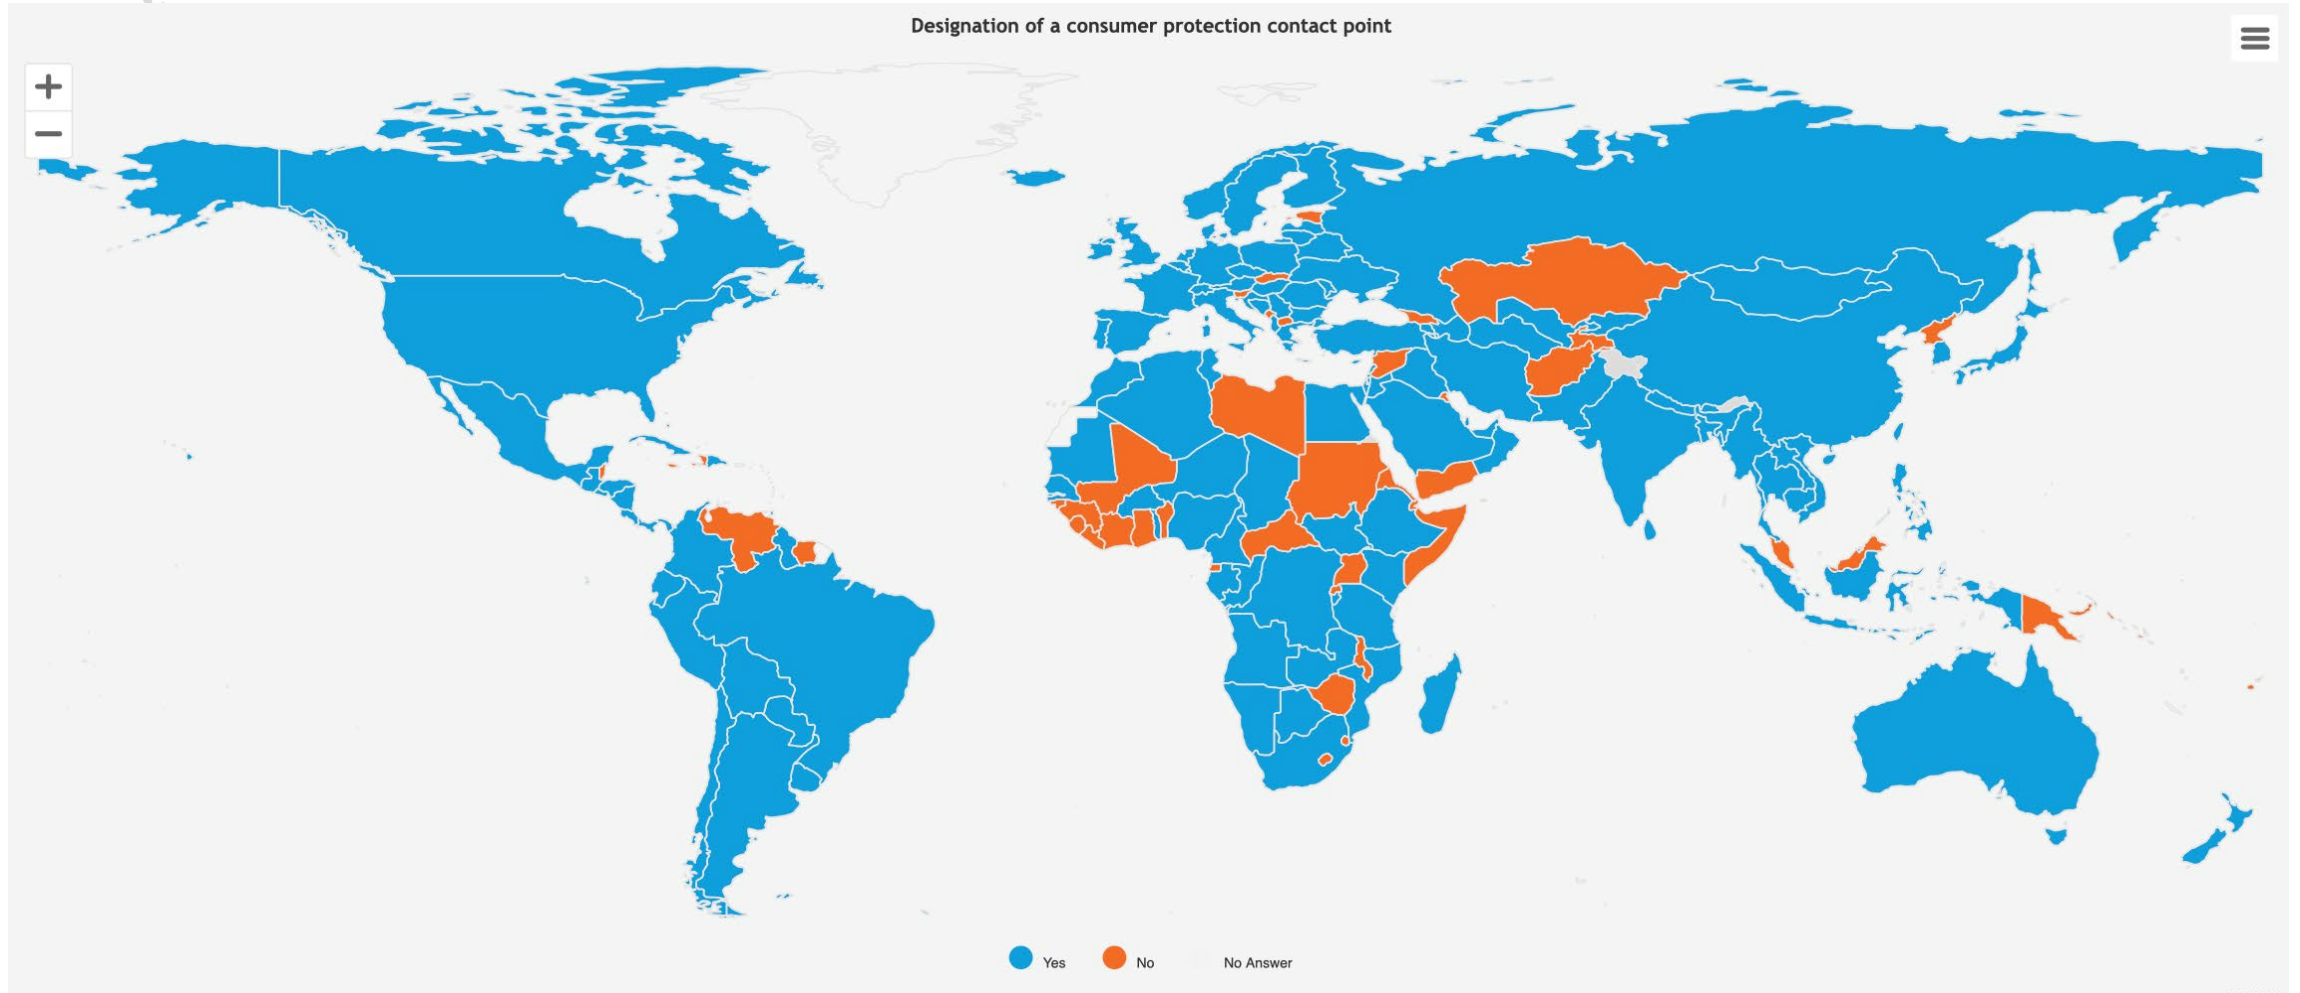 Designation of a consumer protection contact point
Yes
No
No Answer